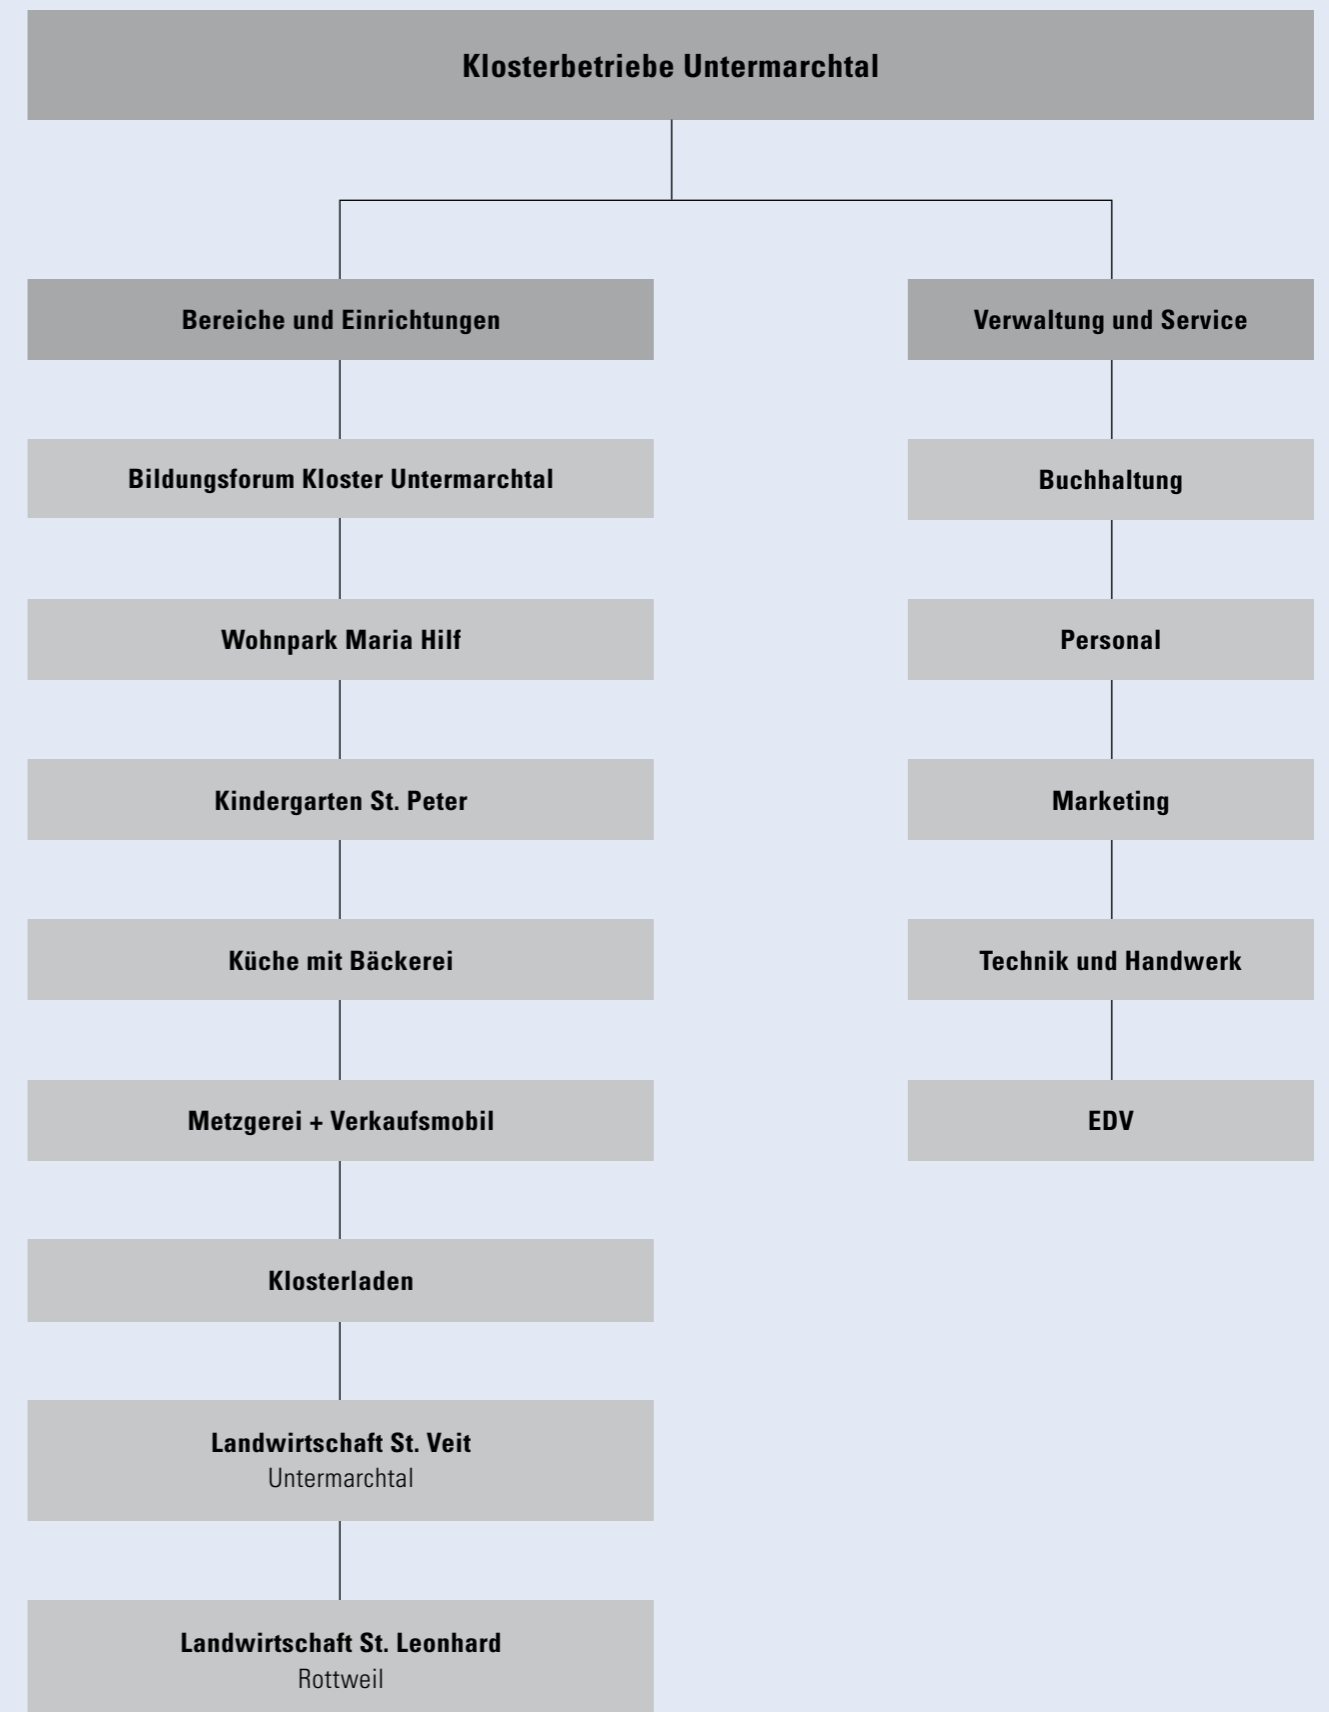 Klosterbetriebe Untermarchtal
Bereiche und Einrichtungen
Bildungsforum Kloster Untermarchtal
Wohnpark Maria Hilf
Kindergarten St. Peter
Küche mit Bäckerei
Metzgerei + Verkaufsmobil
Klosterladen
Landwirtschaft St. Veit
Untermarchtal
Landwirtschaft St. Leonhard
Rottweil
Verwaltung und Service
Buchhaltung
Personal
Marketing
Technik und Handwerk
EDV